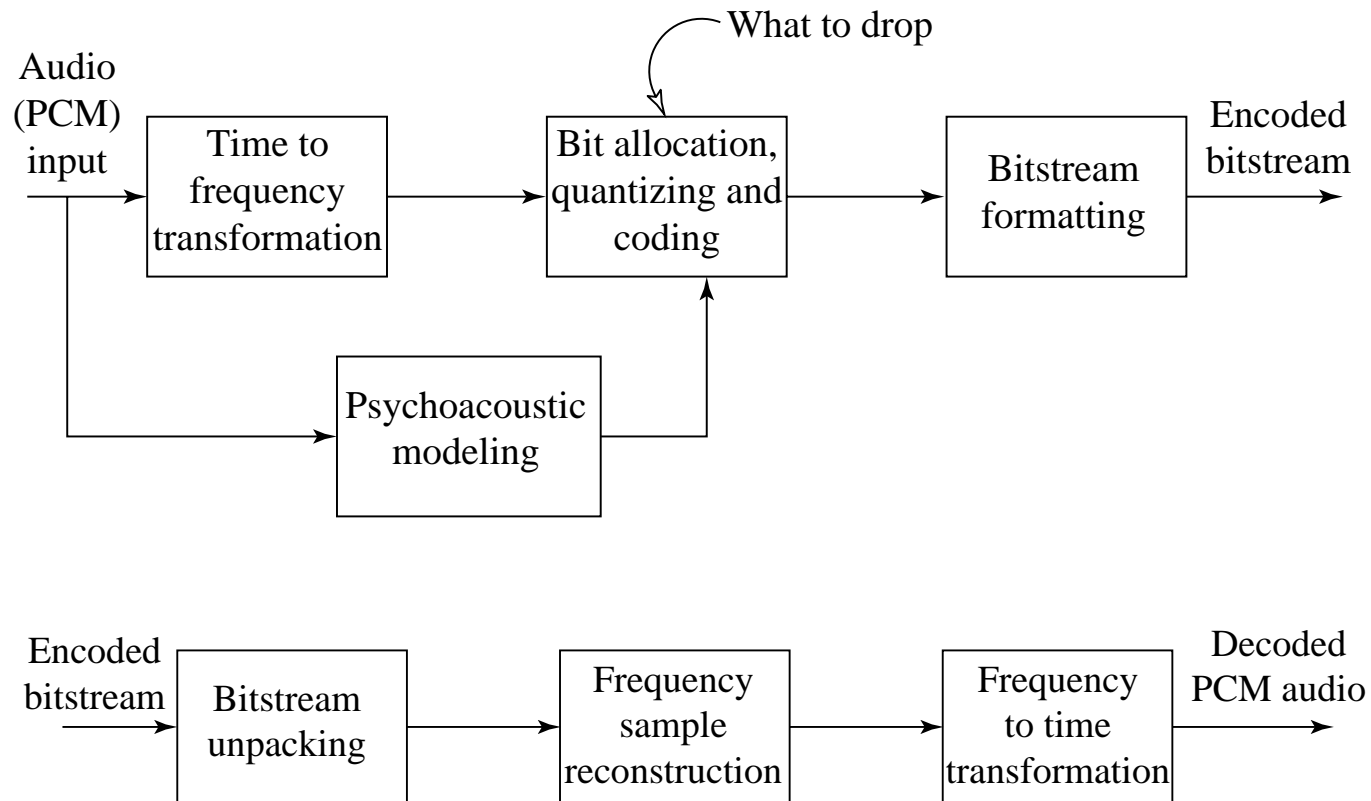 What to drop
Audio
(PCM)
input
Time to
frequency
transformation
Bit allocation,
quantizing and
coding
Bitstream
formatting
Encoded
bitstream
Psychoacoustic
modeling
Encoded
bitstream
Bitstream
unpacking
Frequency
sample
reconstruction
Frequency
to time
transformation
Decoded
PCM audio